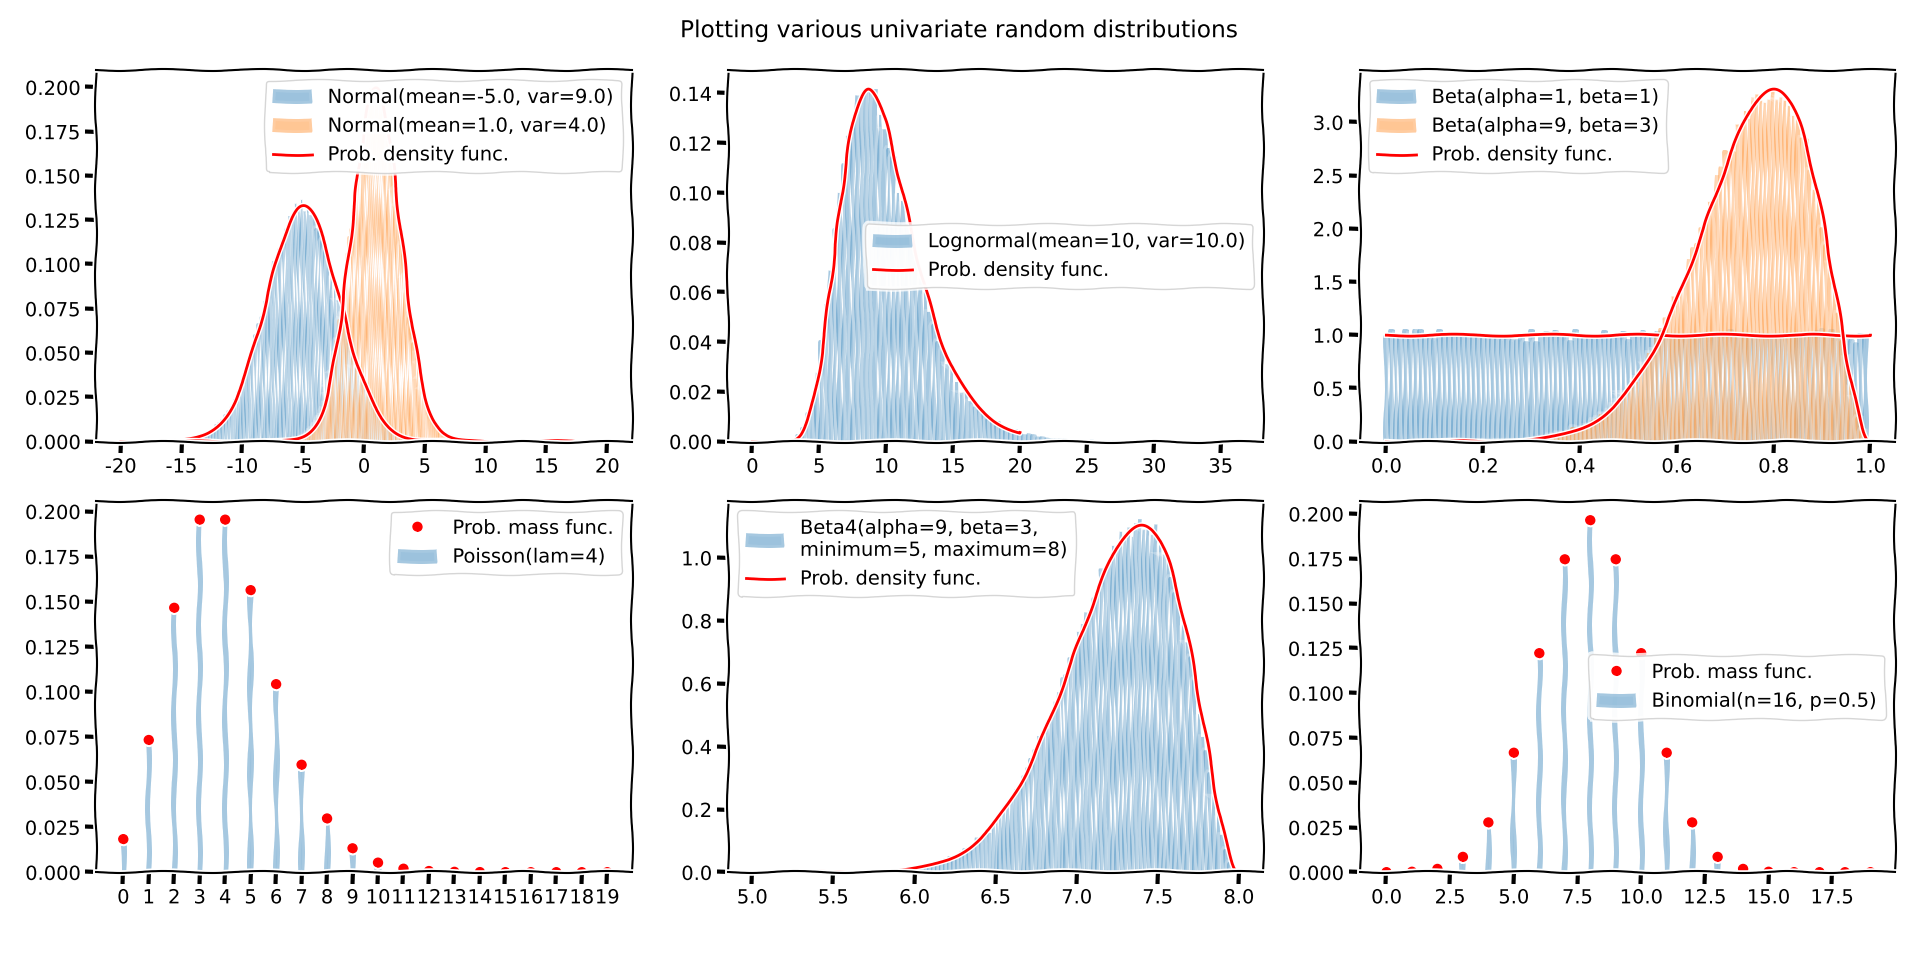 Plotting various univariate random distributions
0.200
0.175
0.150
0.125
0.100
0.075
0.050
0.025
0.000
Normal(mean=-5.0, var=9.0)
Normal(mean=1.0, var=4.0)
Prob. density func.
-20 -15 -10 -5 0 5 10 15 20
0.14
0.12
0.10
0.08
0.06
0.04
0.02
0.00
Lognormal(mean=10, var=10.0)
Prob. density func.
0 5 10 15 20 25 30 35
3.0
2.5
2.0
1.5
1.0
0.5
0.0
Beta(alpha=1, beta=1)
Beta(alpha=9, beta=3)
Prob. density func.
0.0 0.2 0.4 0.6 0.8 1.0
0.200
0.175
0.150
0.125
0.100
0.075
0.050
0.025
0.000
Prob. mass func.
Poisson(lam=4)
0 1 2 3 4 5 6 7 8 9 10 11 12 13 14 15 16 17 18 19
1.0
0.8
0.6
0.4
0.2
0.0
Beta4(alpha=9, beta=3,
minimum=5, maximum=8)
Prob. density func.
5.0 5.5 6.0 6.5 7.0 7.5 8.0
0.200
0.175
0.150
0.125
0.100
0.075
0.050
0.025
0.000
Prob. mass func.
Binomial(n=16, p=0.5)
0.0 2.5 5.0 7.5 10.0 12.5 15.0 17.5